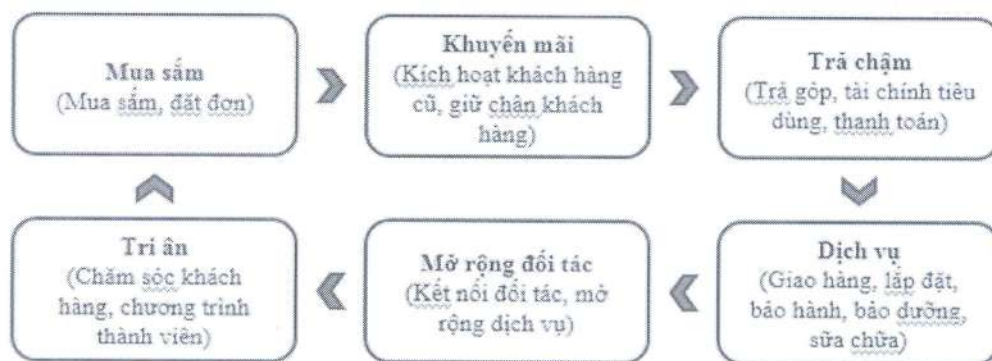 Mua sắm
(Mua sắm, đặt đơn)
Khuyến mãi
(Kích hoạt khách hàng
cũ, giữ chân khách
hàng)
Trả chậm
(Trả góp, tài chính tiêu
dùng, thanh toán)
Tri ân
(Chăm sóc khách
hàng, chương trình
thành viên)
Mở rộng đối tác
(Kết nối đối tác, mở
rộng dịch vụ)
Dịch vụ
(Giao hàng, lắp đặt,
bảo hành, bảo dưỡng,
sữa chữa)